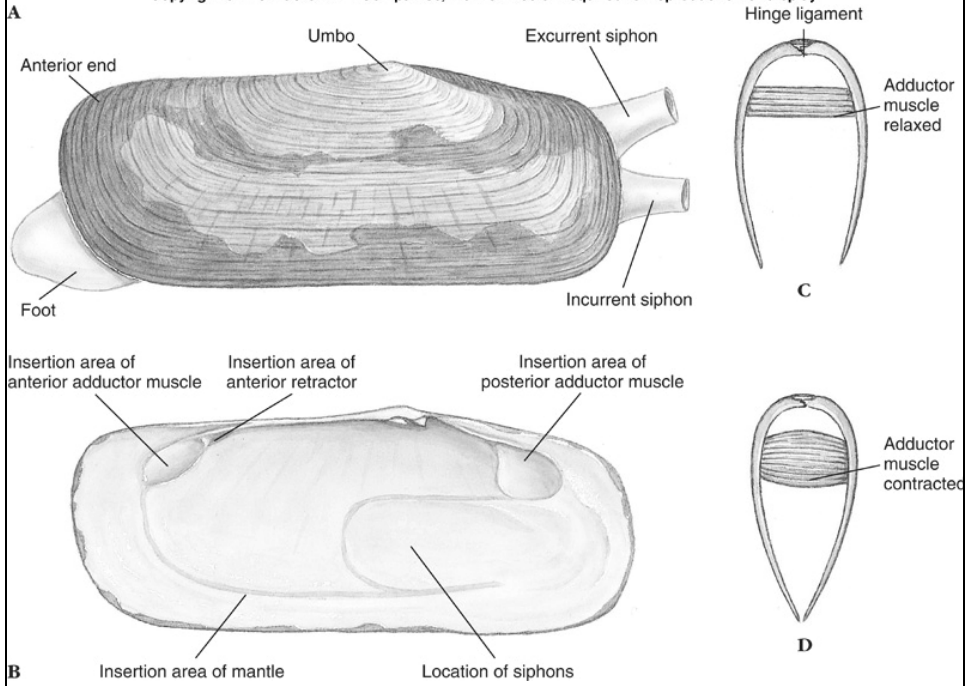 A
Umbo
Excurrent siphon
Hinge ligament
Anterior end
Adductor
muscle
relaxed
Foot
Incurrent siphon
C
Insertion area of
anterior adductor muscle
Insertion area of
anterior retractor
Insertion area of
posterior adductor muscle
Adductor
muscle
contracted
D
B
Insertion area of mantle
Location of siphons